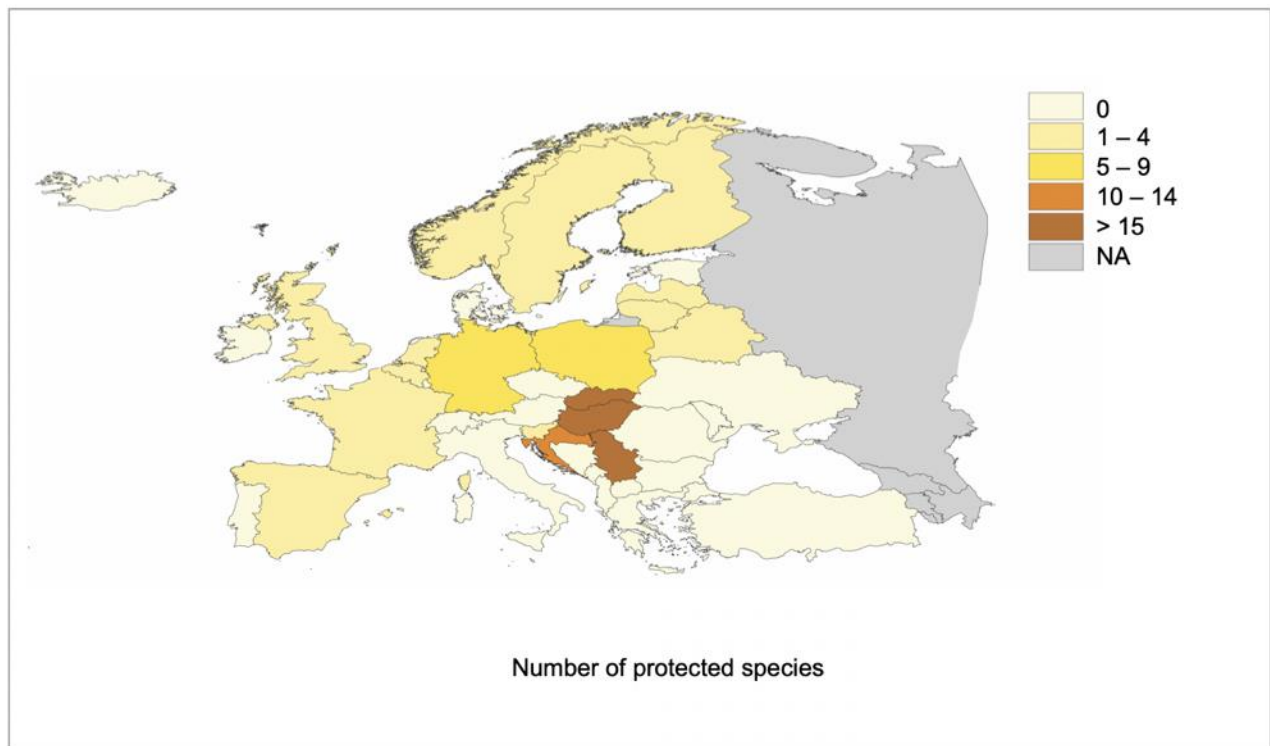 0
1 – 4
5 – 9
10 – 14
> 15
NA
Number of protected species